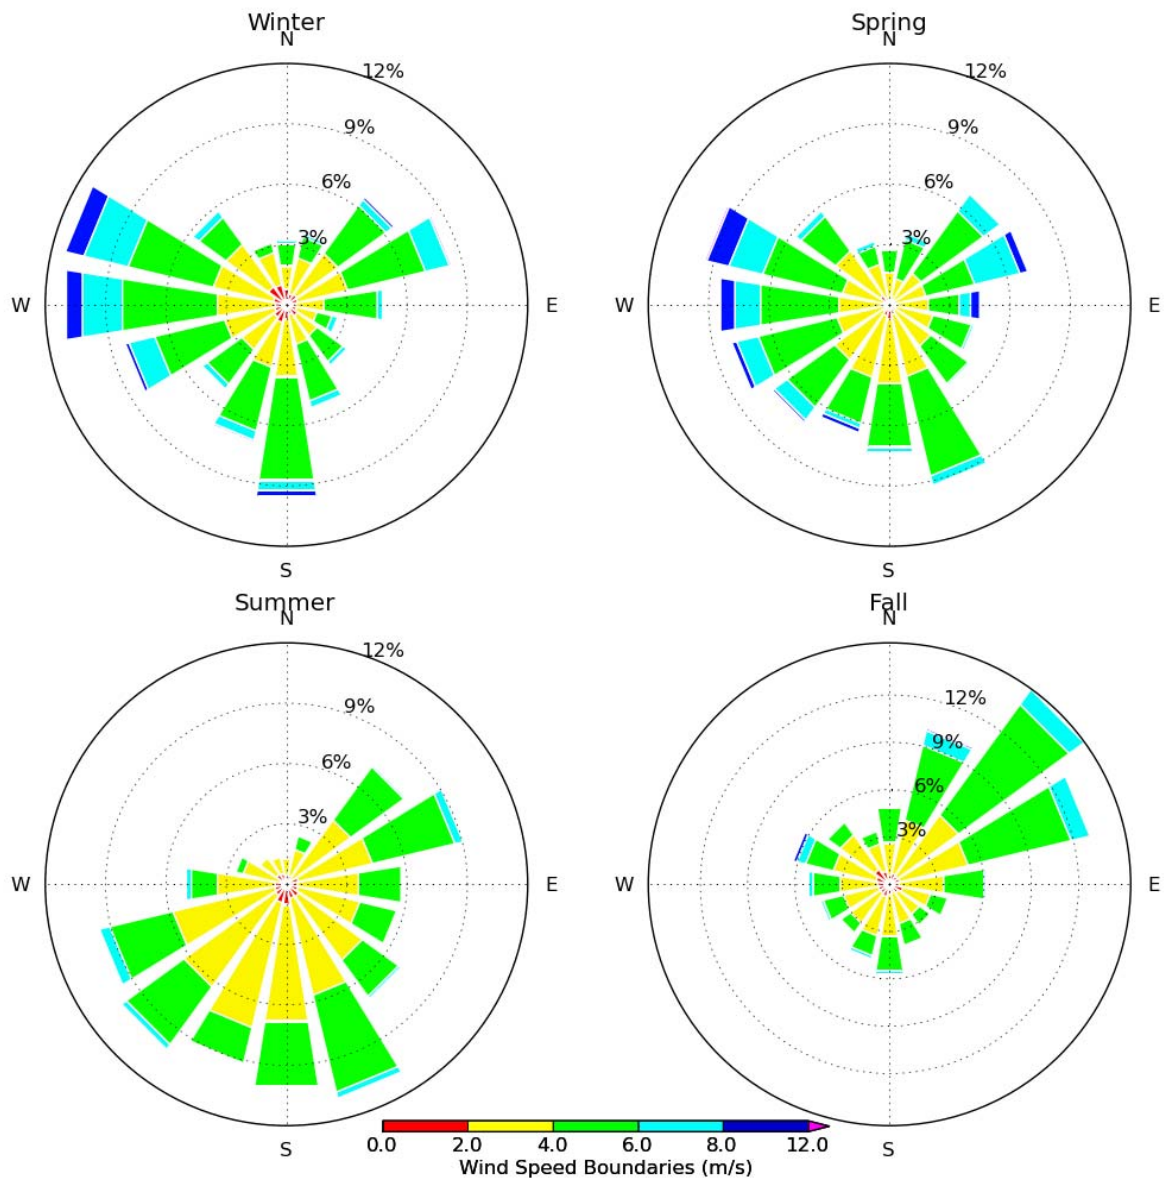 Winter
N
12%
9%
6%
3%
W
E
S
Spring
N
12%
9%
6%
3%
W
E
S
Summer
N
12%
9%
6%
3%
W
E
S
Fall
N
12%
9%
6%
3%
W
E
S
0.0 2.0 4.0 6.0 8.0 12.0
Wind Speed Boundaries (m/s)